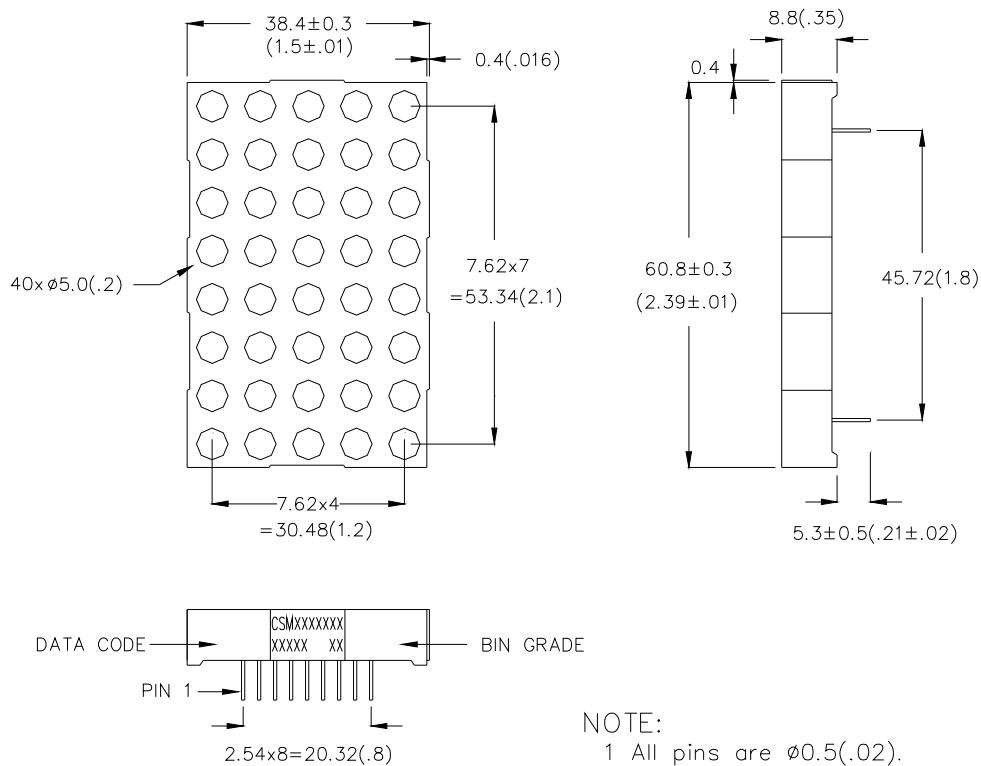 38.4±0.3
(1.5±.01)
0.4(.016)
8.8(.35)
0.4
40xø5.0(.2)
7.62x7
=53.34(2.1)
60.8±0.3
(2.39±.01)
45.72(1.8)
7.62x4
=30.48(1.2)
5.3±0.5(.21±.02)
DATA CODE
CSMXXXXXXX
XXXXX XX
BIN GRADE
PIN 1
2.54x8=20.32(.8)
NOTE:
1 All pins are ø0.5(.02).